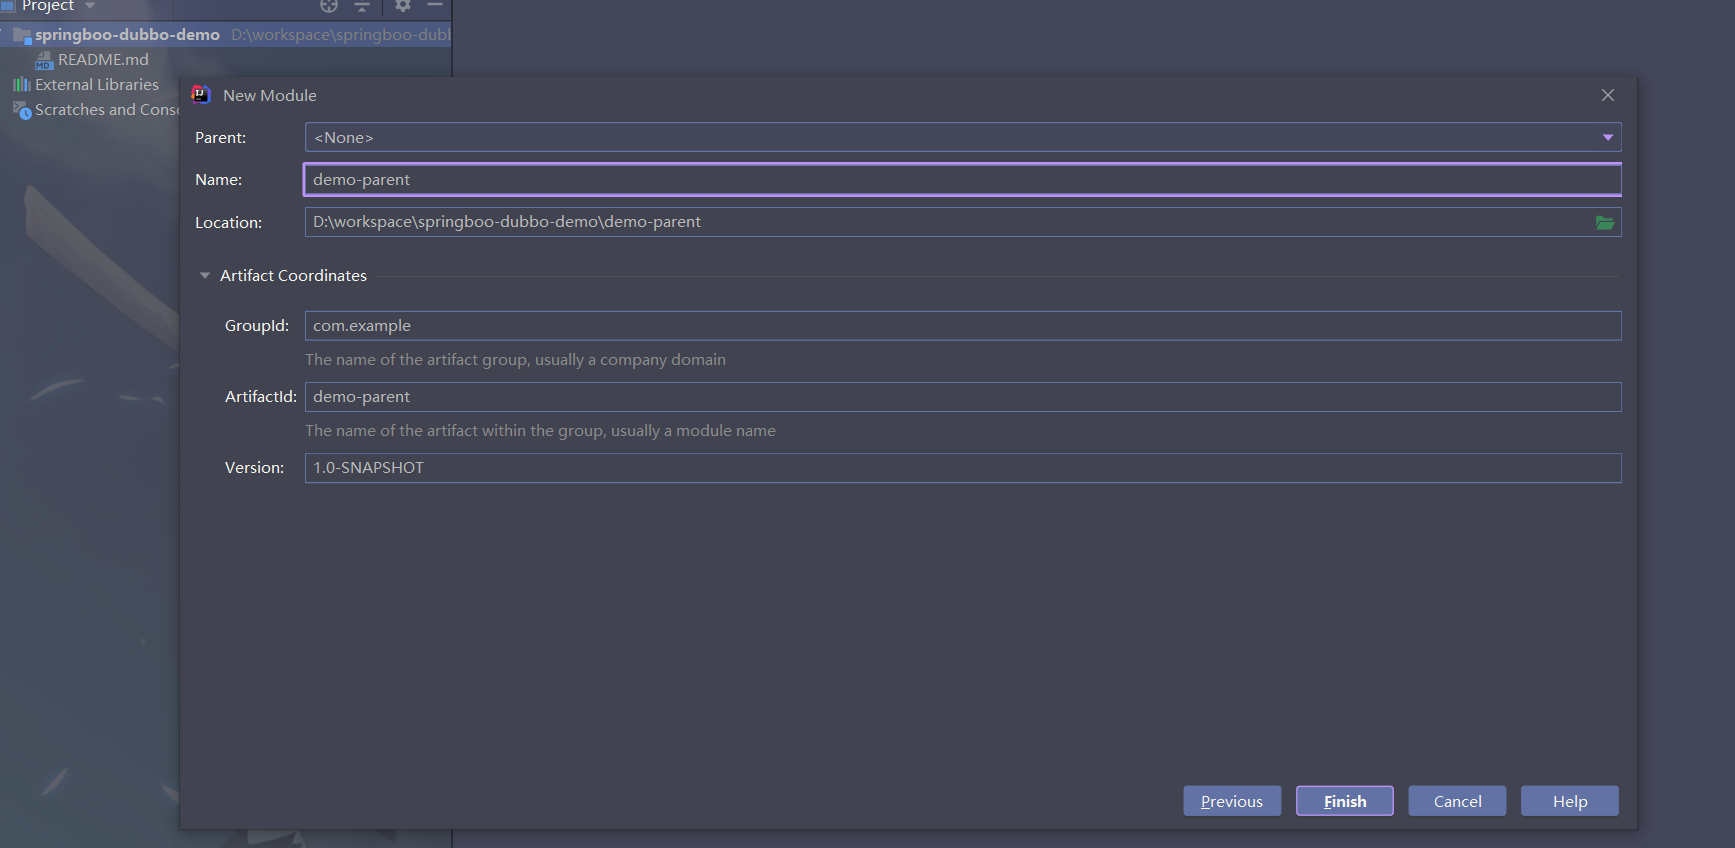 Project
springboo-dubbo-demo D:\workspace\springboo-dubb
README.md
External Libraries
Scratches and Conso
New Module
Parent: <None>
Name: demo-parent
Location: D:\workspace\springboo-dubbo-demo\demo-parent
Artifact Coordinates
GroupId: com.example
The name of the artifact group, usually a company domain
ArtifactId: demo-parent
The name of the artifact within the group, usually a module name
Version: 1.0-SNAPSHOT
Previous Finish Cancel Help